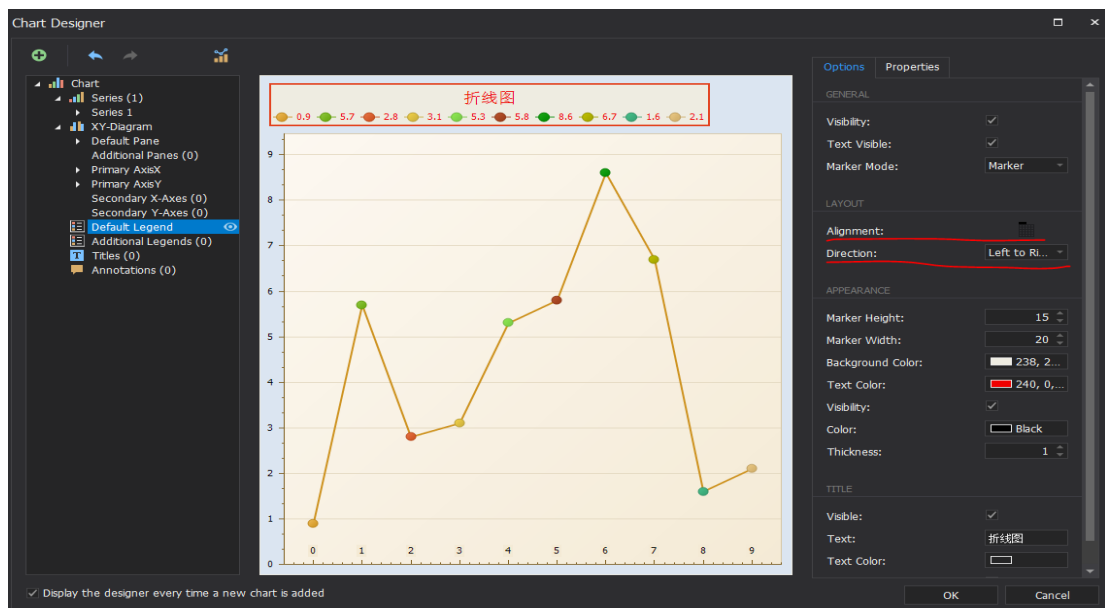 Chart Designer
Chart
Series (1)
Series 1
XY-Diagram
Default Pane
Additional Panes (0)
Primary AxisX
Primary AxisY
Secondary X-Axes (0)
Secondary Y-Axes (0)
Default Legend
Additional Legends (0)
Titles (0)
Annotations (0)
折线图
0.9 5.7 2.8 3.1 5.3 5.8 8.6 6.7 1.6 2.1
9
8
7
6
5
4
3
2
1
0
0 1 2 3 4 5 6 7 8 9
Options Properties
GENERAL
Visibility:
Text Visible:
Marker Mode: Marker
LAYOUT
Alignment:
Direction: Left to Ri...
APPEARANCE
Marker Height: 15
Marker Width: 20
Background Color: 238, 2...
Text Color: 240, 0,...
Visibility:
Color: Black
Thickness: 1
TITLE
Visible:
Text: 折线图
Text Color:
Display the designer every time a new chart is added
OK Cancel